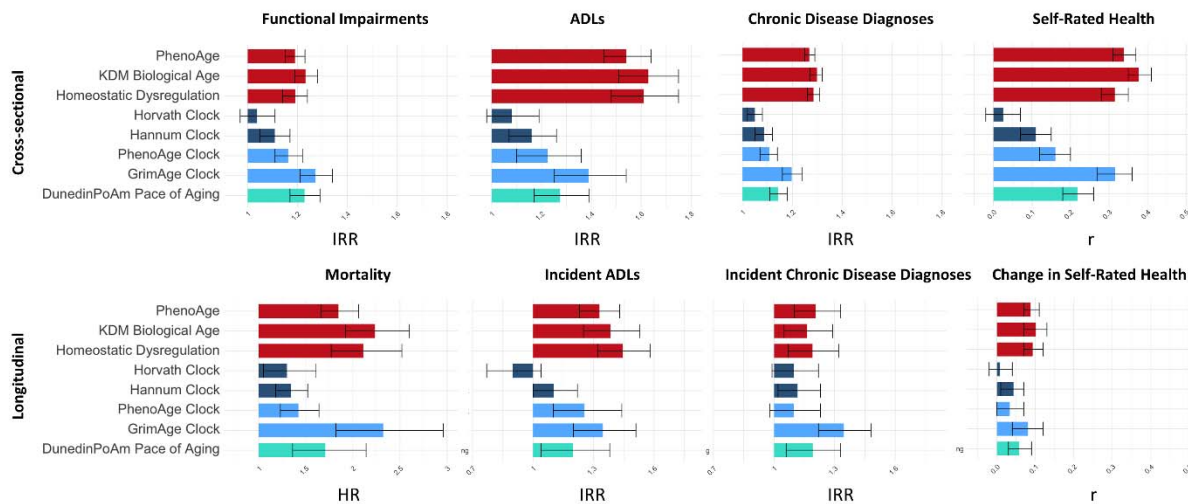 Functional Impairments ADLs Chronic Disease Diagnoses Self-Rated Health
Cross-sectional
PhenoAge
KDM Biological Age
Homeostatic Dysregulation
Horvath Clock
Hannum Clock
PhenoAge Clock
GrimAge Clock
DunedinPoAm Pace of Aging
1 1.2 1.4 1.6 1.8 1 1.2 1.4 1.6 1.8 1 1.2 1.4 1.6 1.8 0.0 0.1 0.2 0.3 0.4 0.5
IRR IRR IRR r
Mortality Incident ADLs Incident Chronic Disease Diagnoses Change in Self-Rated Health
Longitudinal
PhenoAge
KDM Biological Age
Homeostatic Dysregulation
Horvath Clock
Hannum Clock
PhenoAge Clock
GrimAge Clock
DunedinPoAm Pace of Aging
1 1.5 2 2.5 3 0.7 1 1.3 1.6 0.7 1 1.3 1.6 0.0 0.1 0.2 0.3 0.4 0.5
HR IRR IRR r